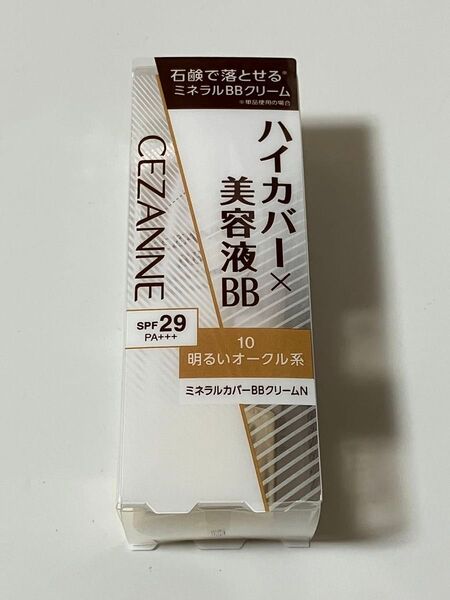 石鹸で落とせる*
ミネラルBBクリーム
※単品使用の場合
ハイカバー×
美容液BB
CEZANNE
SPF29
PA+++
10
明るいオークル系
ミネラルカバーBBクリームN